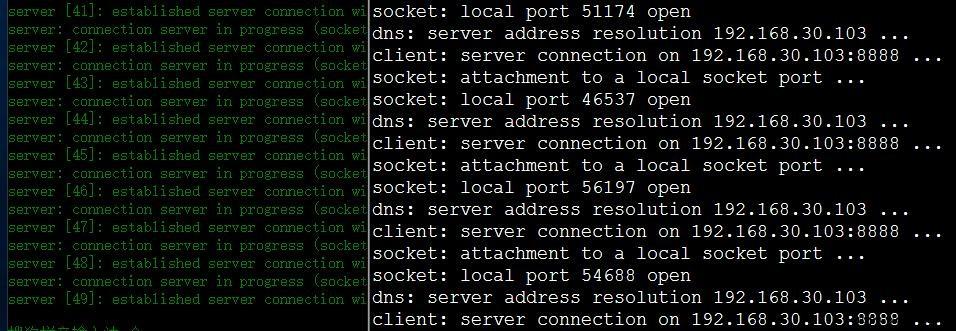 server [41]: established server connection wi
server: connection server in progress (socket
server [42]: established server connection wi
server: connection server in progress (socket
server [43]: established server connection wi
server: connection server in progress (socket
server [44]: established server connection wi
server: connection server in progress (socket
server [45]: established server connection wi
server: connection server in progress (socket
server [46]: established server connection wi
server: connection server in progress (socket
server [47]: established server connection wi
server: connection server in progress (socket
server [48]: established server connection wi
server: connection server in progress (socket
server [49]: established server connection wi
socket: local port 51174 open
dns: server address resolution 192.168.30.103 ...
client: server connection on 192.168.30.103:8888 ...
socket: attachment to a local socket port ...
socket: local port 46537 open
dns: server address resolution 192.168.30.103 ...
client: server connection on 192.168.30.103:8888 ...
socket: attachment to a local socket port ...
socket: local port 56197 open
dns: server address resolution 192.168.30.103 ...
client: server connection on 192.168.30.103:8888 ...
socket: attachment to a local socket port ...
socket: local port 54688 open
dns: server address resolution 192.168.30.103 ...
client: server connection on 192.168.30.103:8888 ...